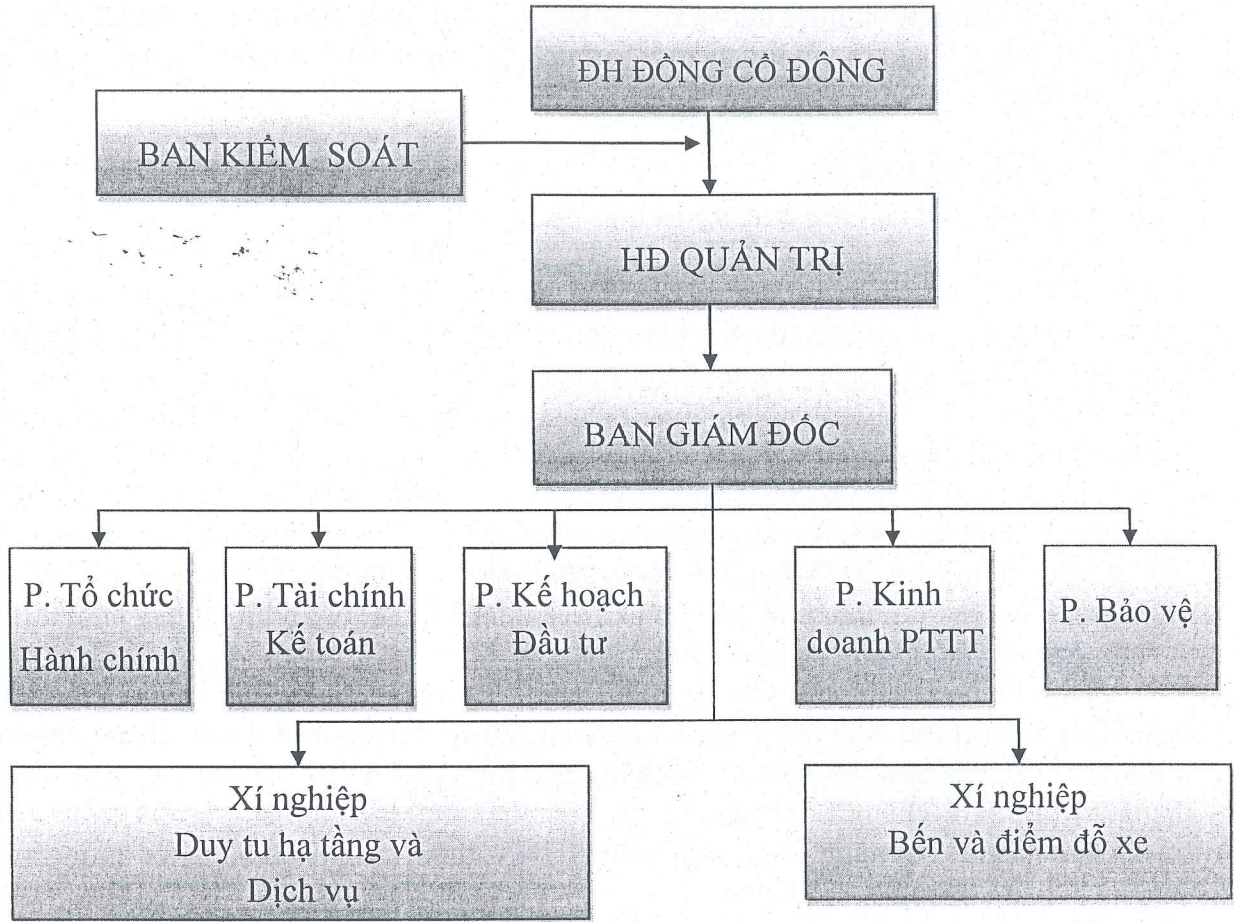 ĐH ĐỒNG CỔ ĐÔNG
BAN KIỂM SOÁT
HĐ QUẢN TRỊ
BAN GIÁM ĐỐC
P. Tổ chức
Hành chính
P. Tài chính
Kế toán
P. Kế hoạch
Đầu tư
P. Kinh
doanh PTTT
P. Bảo vệ
Xí nghiệp
Duy tu hạ tầng và
Dịch vụ
Xí nghiệp
Bến và điểm đỗ xe